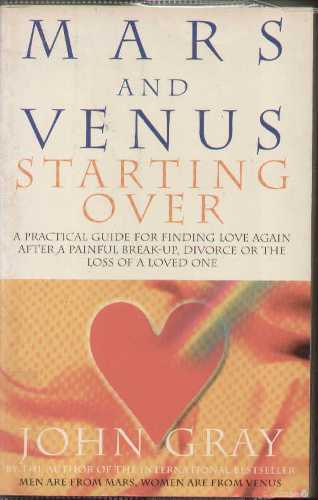 MARS
AND
VENUS
STARTING
OVER
A PRACTICAL GUIDE FOR FINDING LOVE AGAIN
AFTER A PAINFUL BREAK-UP, DIVORCE OR THE
LOSS OF A LOVED ONE
JOHN GRAY
BY THE AUTHOR OF THE INTERNATIONAL BESTSELLER
MEN ARE FROM MARS, WOMEN ARE FROM VENUS